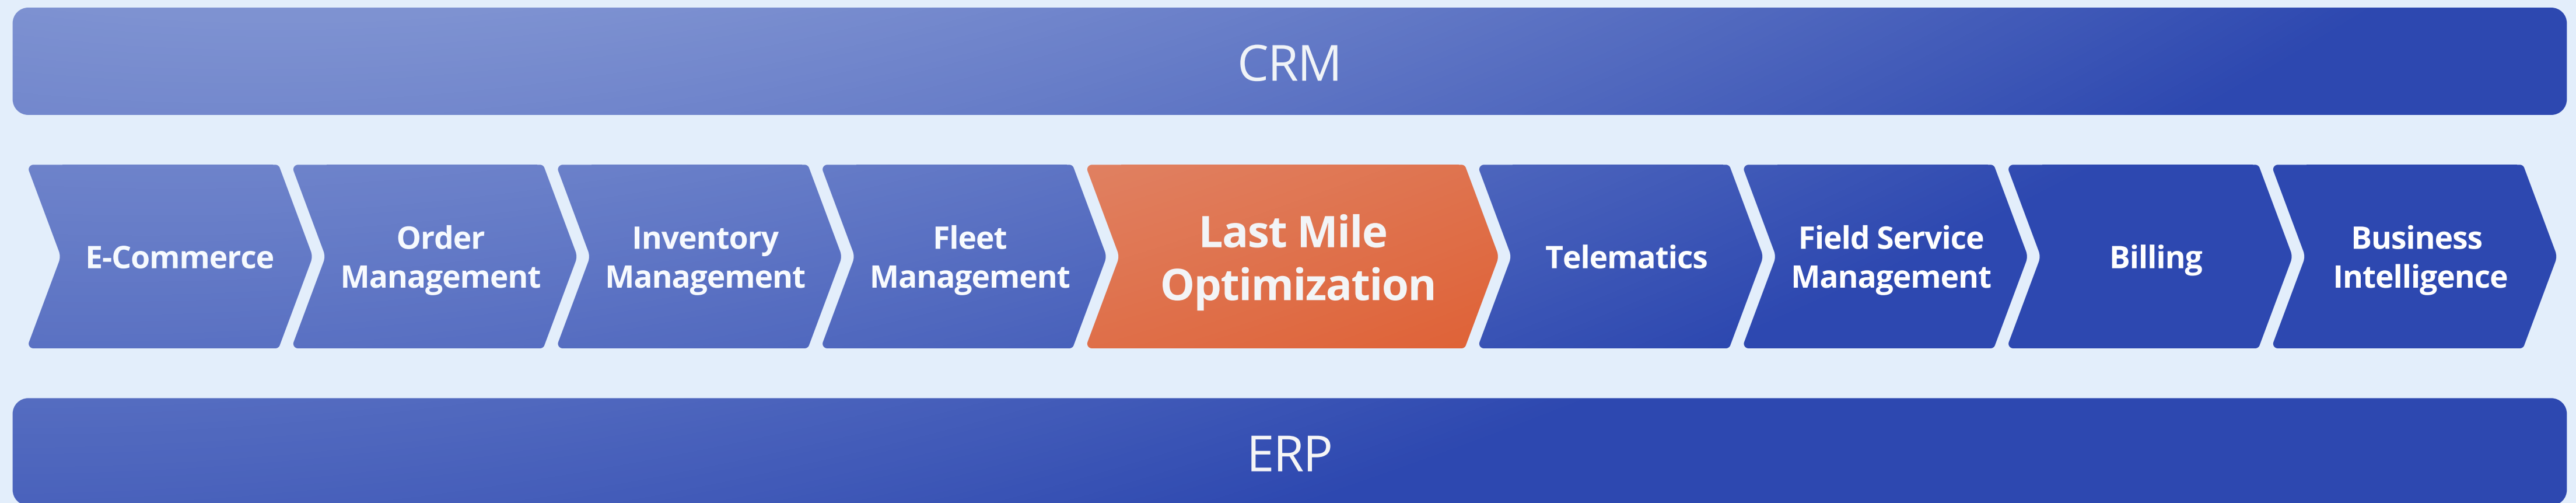 CRM
E-Commerce
Order
Management
Inventory
Management
Fleet
Management
Last Mile
Optimization
Telematics
Field Service
Management
Billing
Business
Intelligence
ERP